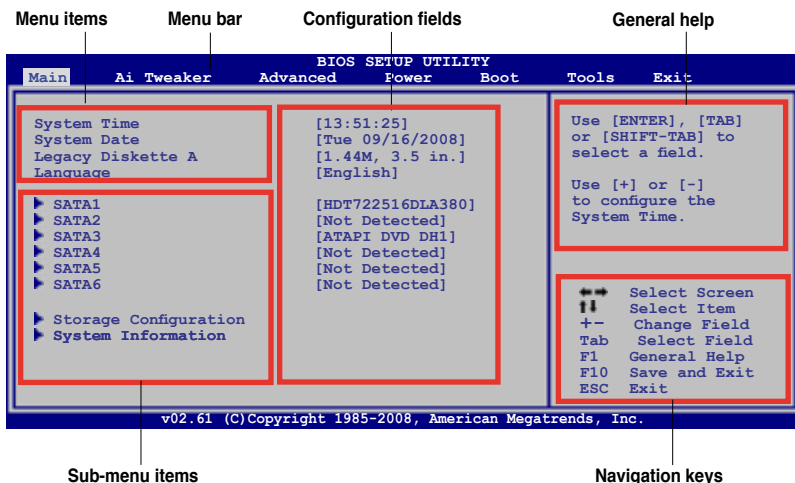 Menu items Menu bar Configuration fields General help
BIOS SETUP UTILITY
Main Ai Tweaker Advanced Power Boot Tools Exit
System Time [13:51:25]
System Date [Tue 09/16/2008]
Legacy Diskette A [1.44M, 3.5 in.]
Language [English]
SATA1 [HDT722516DLA380]
SATA2 [Not Detected]
SATA3 [ATAPI DVD DH1]
SATA4 [Not Detected]
SATA5 [Not Detected]
SATA6 [Not Detected]
Storage Configuration
System Information
Use [ENTER], [TAB]
or [SHIFT-TAB] to
select a field.
Use [+] or [-]
to configure the
System Time.
←→ Select Screen
↑↓ Select Item
+- Change Field
Tab Select Field
F1 General Help
F10 Save and Exit
ESC Exit
v02.61 (C)Copyright 1985-2008, American Megatrends, Inc.
Sub-menu items Navigation keys